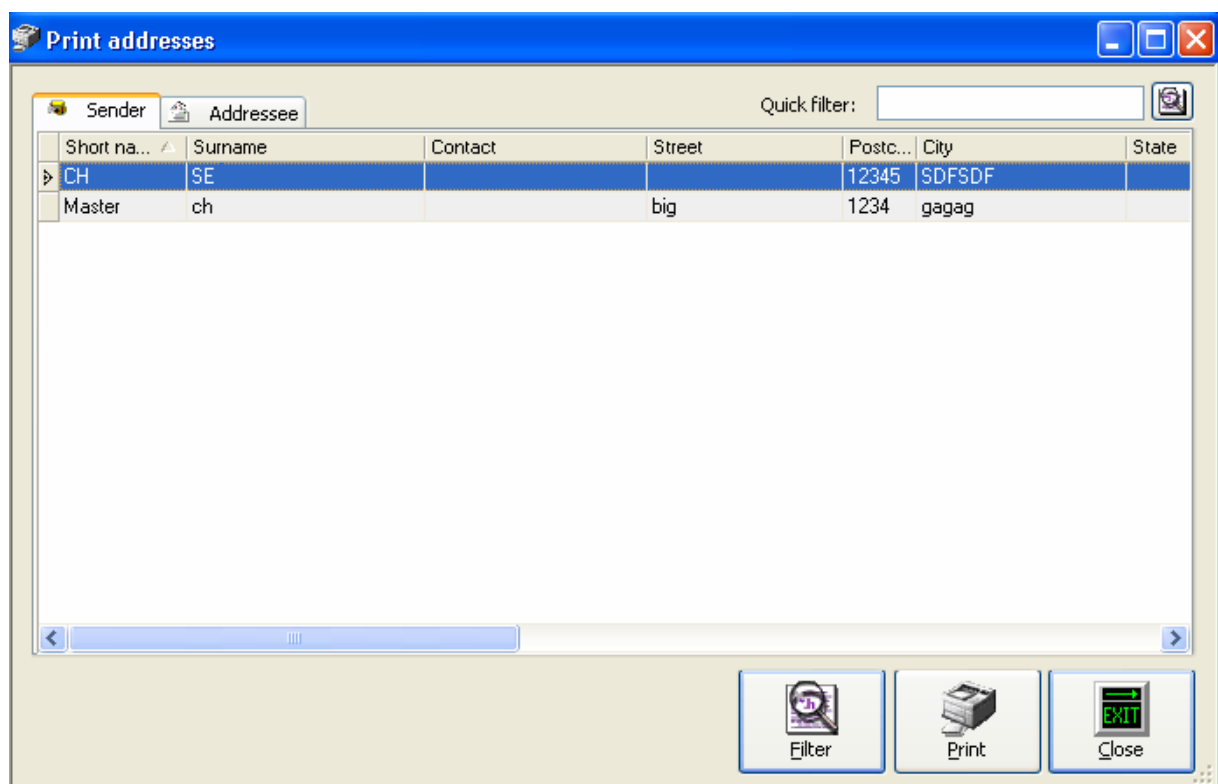 Print addresses
Sender Addressee Quick filter:
Short na... Surname Contact Street Postc... City State
CH SE 12345 SDFSDF
Master ch big 1234 gagag
EXIT
Filter Print Close